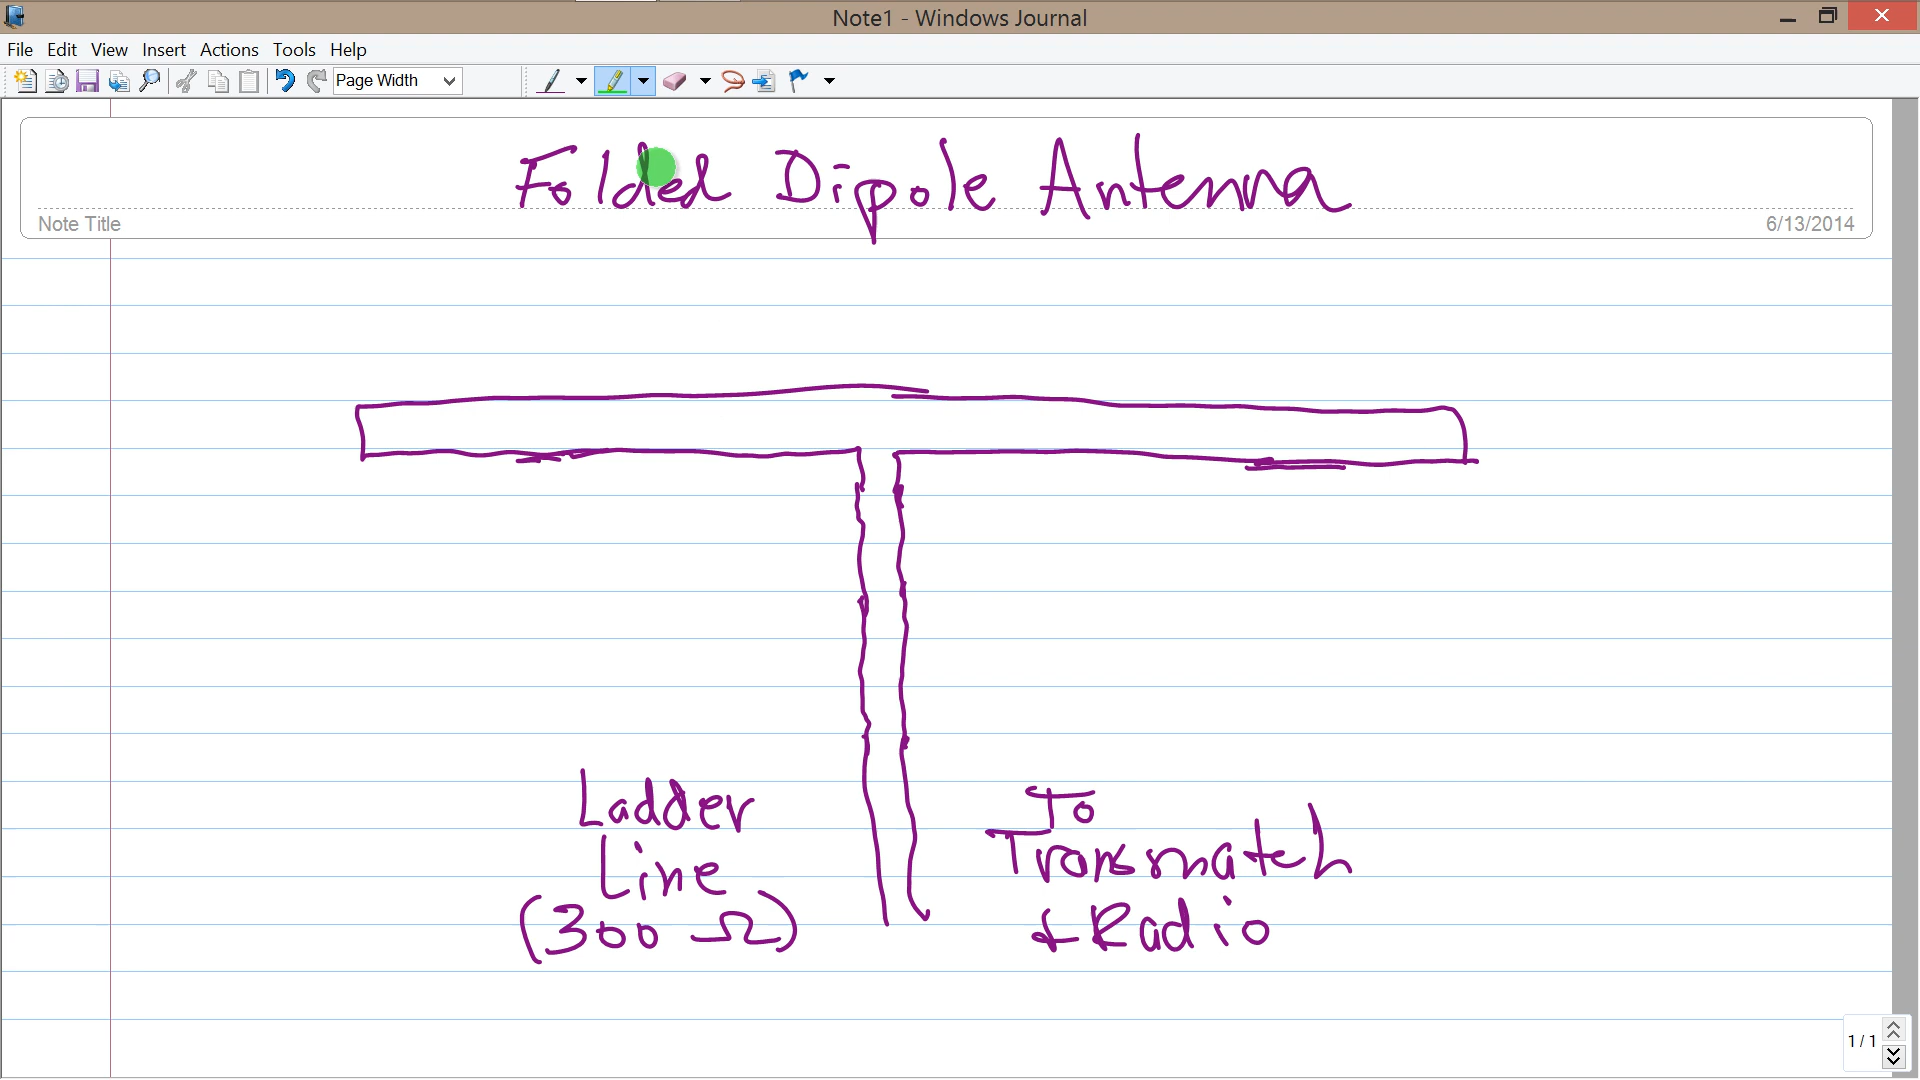 Note1 - Windows Journal
File Edit View Insert Actions Tools Help
Page Width
Folded Dipole Antenna
Note Title
6/13/2014
Ladder
Line
(300 Ω)
To
Transmatch
& Radio
1 / 1